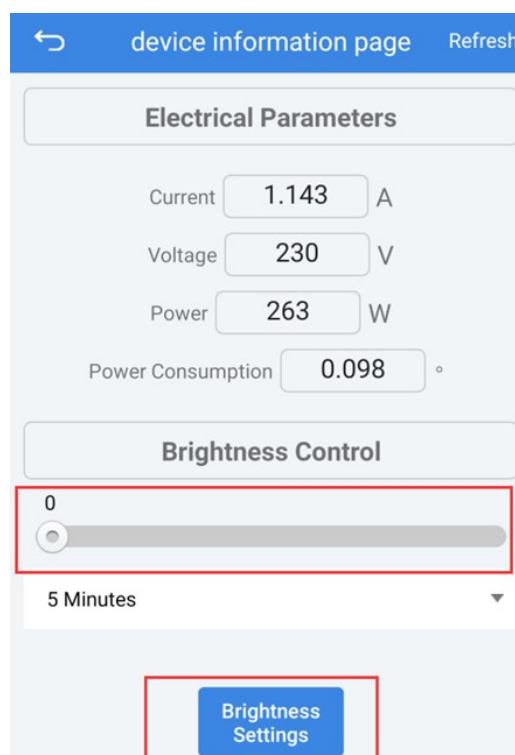 device information page Refresh
Electrical Parameters
Current 1.143 A
Voltage 230 V
Power 263 W
Power Consumption 0.098 °
Brightness Control
0
5 Minutes
Brightness
Settings